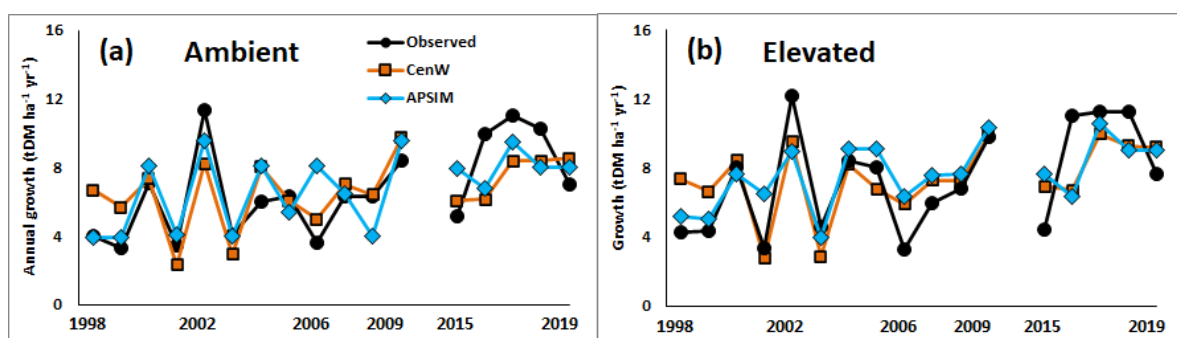 (a) Ambient
Observed
CenW
APSIM
Annual growth (tDM ha⁻¹ yr⁻¹)
16
12
8
4
0
1998 2002 2006 2009 2015 2019
(b) Elevated
Growth (tDM ha⁻¹ yr⁻¹)
16
12
8
4
0
1998 2002 2006 2009 2015 2019